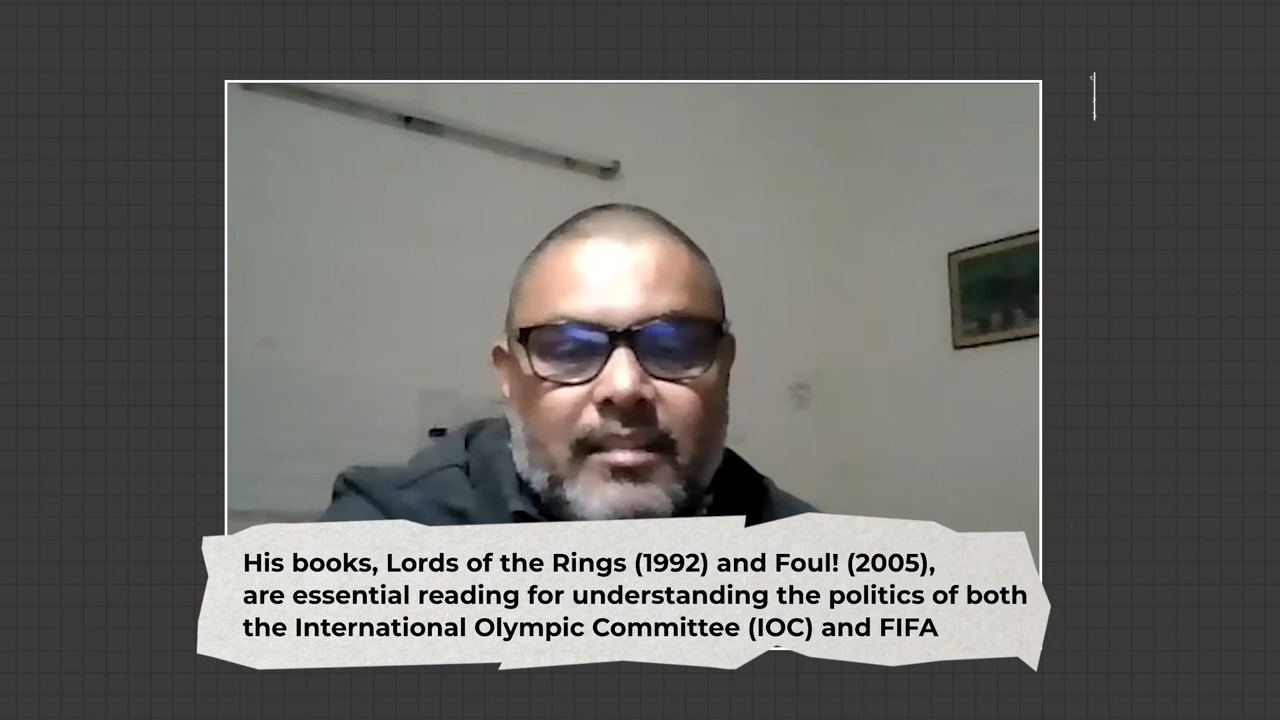 His books, Lords of the Rings (1992) and Foul! (2005),
are essential reading for understanding the politics of both
the International Olympic Committee (IOC) and FIFA